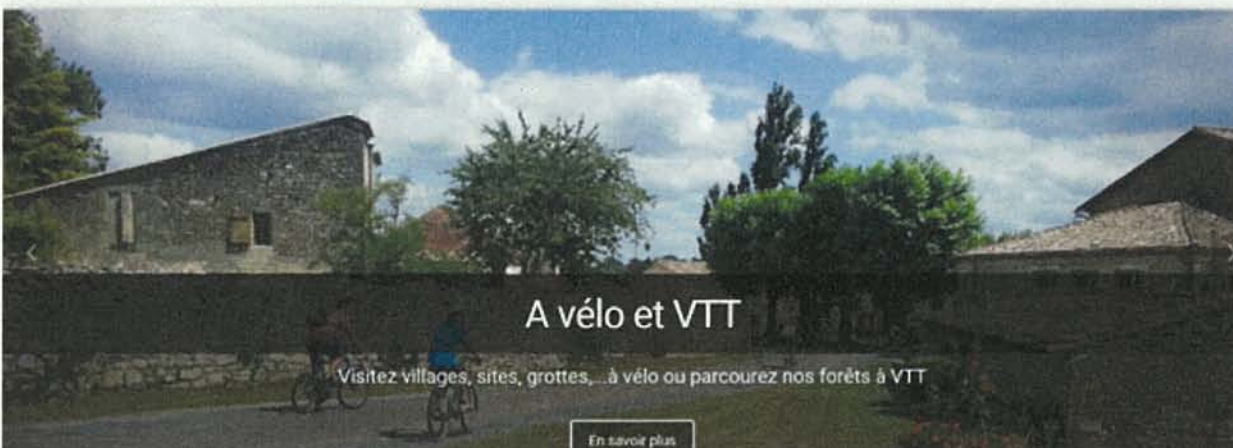 A vélo et VTT
Visitez villages, sites, grottes,...à vélo ou parcourez nos forêts à VTT
En savoir plus